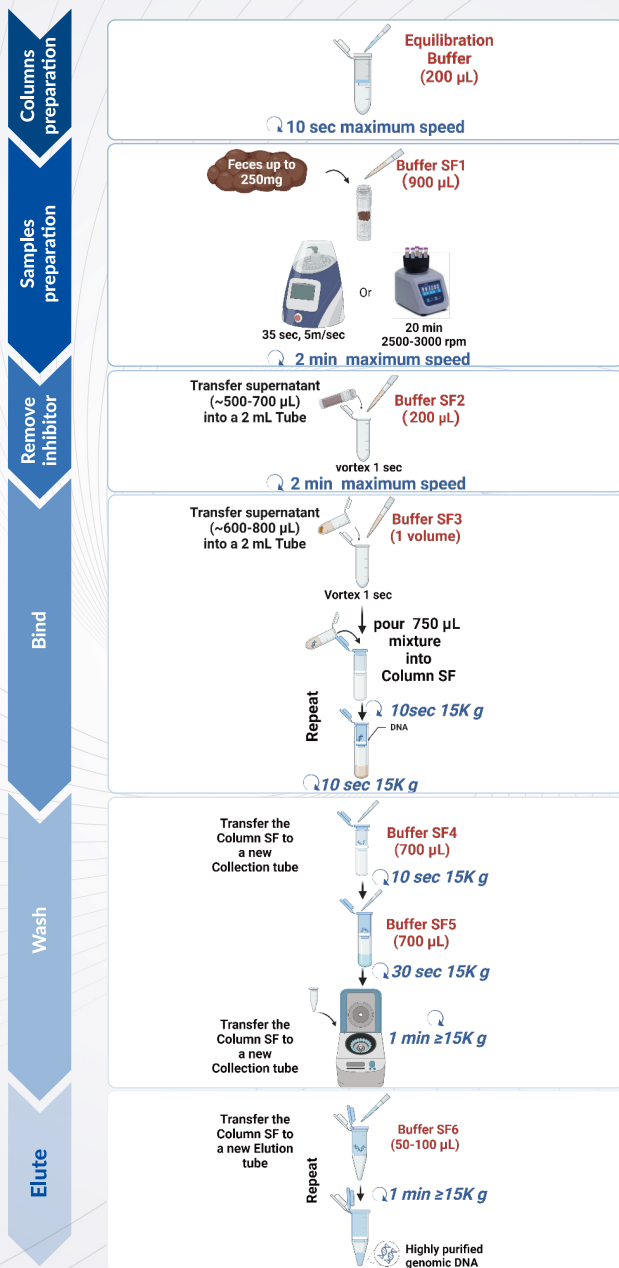 Columns
preparation
Equilibration
Buffer
(200 µL)
10 sec maximum speed
Samples
preparation
Feces up to
250mg
Buffer SF1
(900 µL)
Or
35 sec, 5m/sec
20 min
2500-3000 rpm
2 min maximum speed
Remove
inhibitor
Transfer supernatant
(~500-700 µL)
into a 2 mL Tube
Buffer SF2
(200 µL)
vortex 1 sec
2 min maximum speed
Bind
Transfer supernatant
(~600-800 µL)
into a 2 mL Tube
Buffer SF3
(1 volume)
Vortex 1 sec
pour 750 µL
mixture
into
Column SF
Repeat
10sec 15K g
DNA
10 sec 15K g
Wash
Transfer the
Column SF to
a new
Collection tube
Buffer SF4
(700 µL)
10 sec 15K g
Buffer SF5
(700 µL)
30 sec 15K g
Transfer the
Column SF to
a new
Collection tube
1 min ≥15K g
Elute
Transfer the
Column SF to
a new Elution
tube
Buffer SF6
(50-100 µL)
Repeat
1 min ≥15K g
Highly purified
genomic DNA